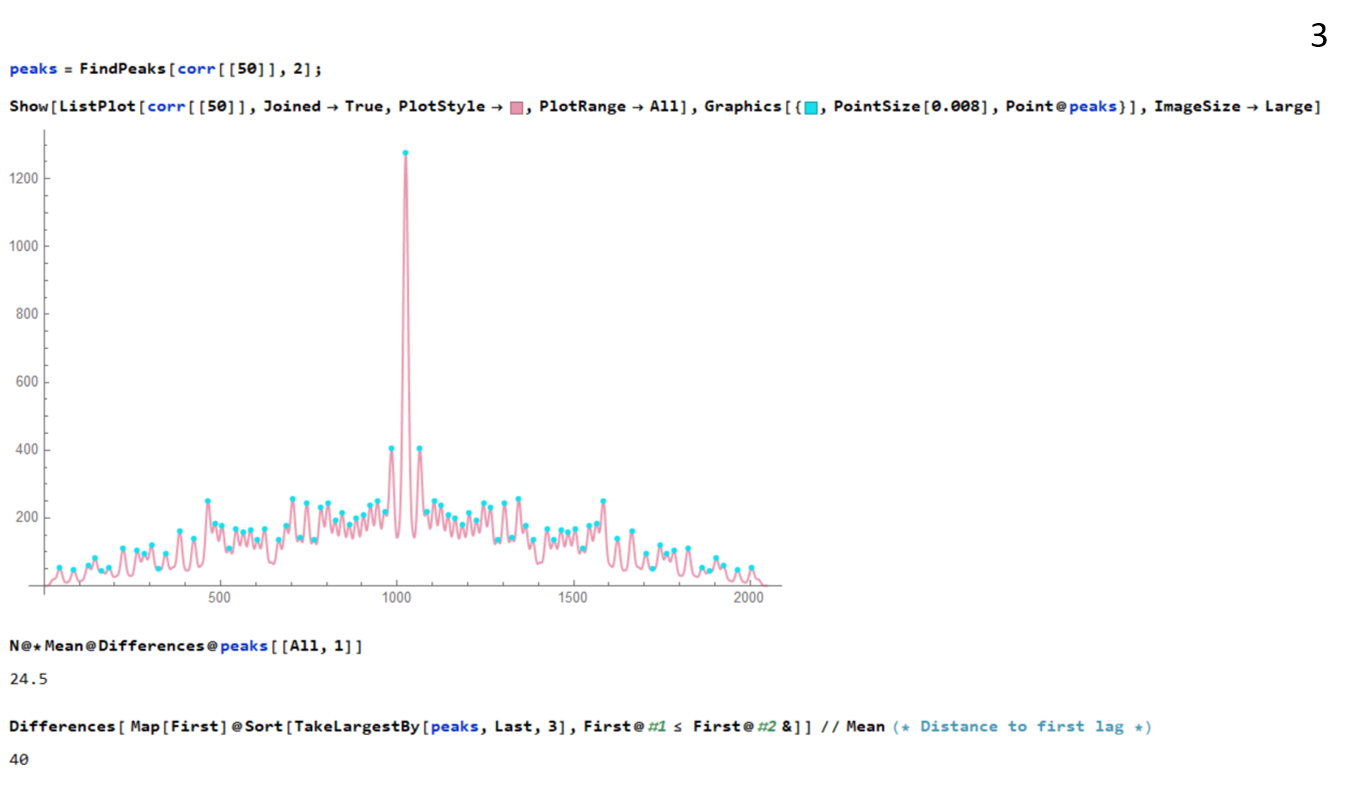 3
peaks = FindPeaks[corr[[50]], 2];
Show[ListPlot[corr[[50]], Joined → True, PlotStyle → , PlotRange → All], Graphics[{, PointSize[0.008], Point@peaks}], ImageSize → Large]
1200
1000
800
600
400
200
500 1000 1500 2000
N@*Mean@Differences@peaks[[All, 1]]
24.5
Differences[ Map[First]@Sort[TakeLargestBy[peaks, Last, 3], First@#1 ≤ First@#2 &]] // Mean (* Distance to first lag *)
40